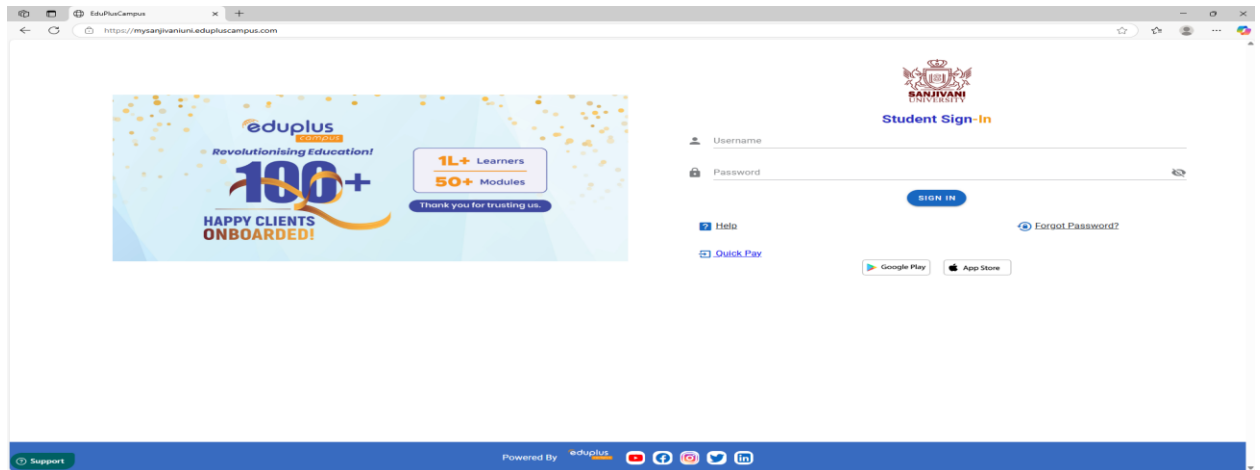 EduPlusCampus
https://mysanjivaniuni.edupluscampus.com
eduplus
campus
Revolutionising Education!
100+
HAPPY CLIENTS
ONBOARDED!
1L+ Learners
50+ Modules
Thank you for trusting us.
SANJIVANI
UNIVERSITY
Student Sign-In
Username
Password
SIGN IN
Help
Forgot Password?
Quick Pay
Google Play
App Store
Support
Powered By eduplus
campus